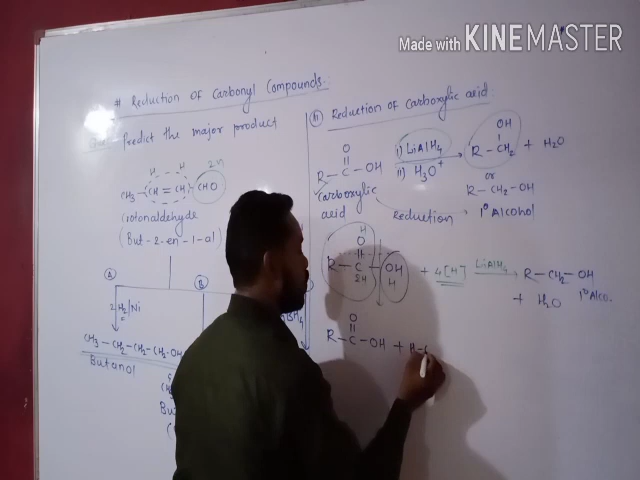 Made with KINEMASTER
# Reduction of Carbonyl Compounds:
Que:- Predict the major product
H H 2H
CH₃ – CH = CH – CHO
Crotonaldehyde
(But-2-en-1-al)
A
B
2H₂/Ni
CH₃ – CH₂ – CH₂ – CH₂-OH
Butanol
Reduction of Carboxylic acid:
O
R – C – OH
i) LiAlH₄
ii) H₃O⁺
OH
R – CH₂ + H₂O
or
R – CH₂ – OH
1° Alcohol
Carboxylic acid
Reduction
H
O
R – C – OH
2H H
+ 4[H] LiAlH₄ R – CH₂ – OH
+ H₂O 1° Alco.
O
R – C – OH + H-